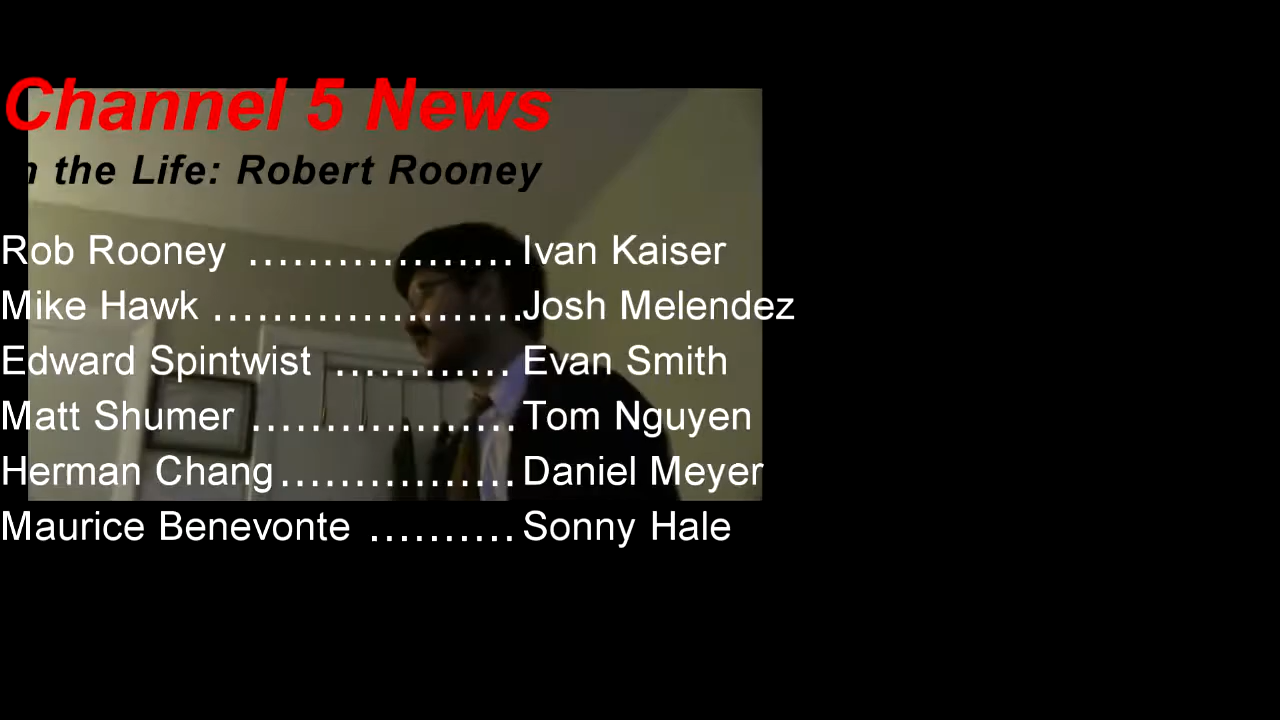 Channel 5 News
n the Life: Robert Rooney
Rob Rooney ..................Ivan Kaiser
Mike Hawk .....................Josh Melendez
Edward Spintwist ............Evan Smith
Matt Shumer ..................Tom Nguyen
Herman Chang................Daniel Meyer
Maurice Benevonte ..........Sonny Hale